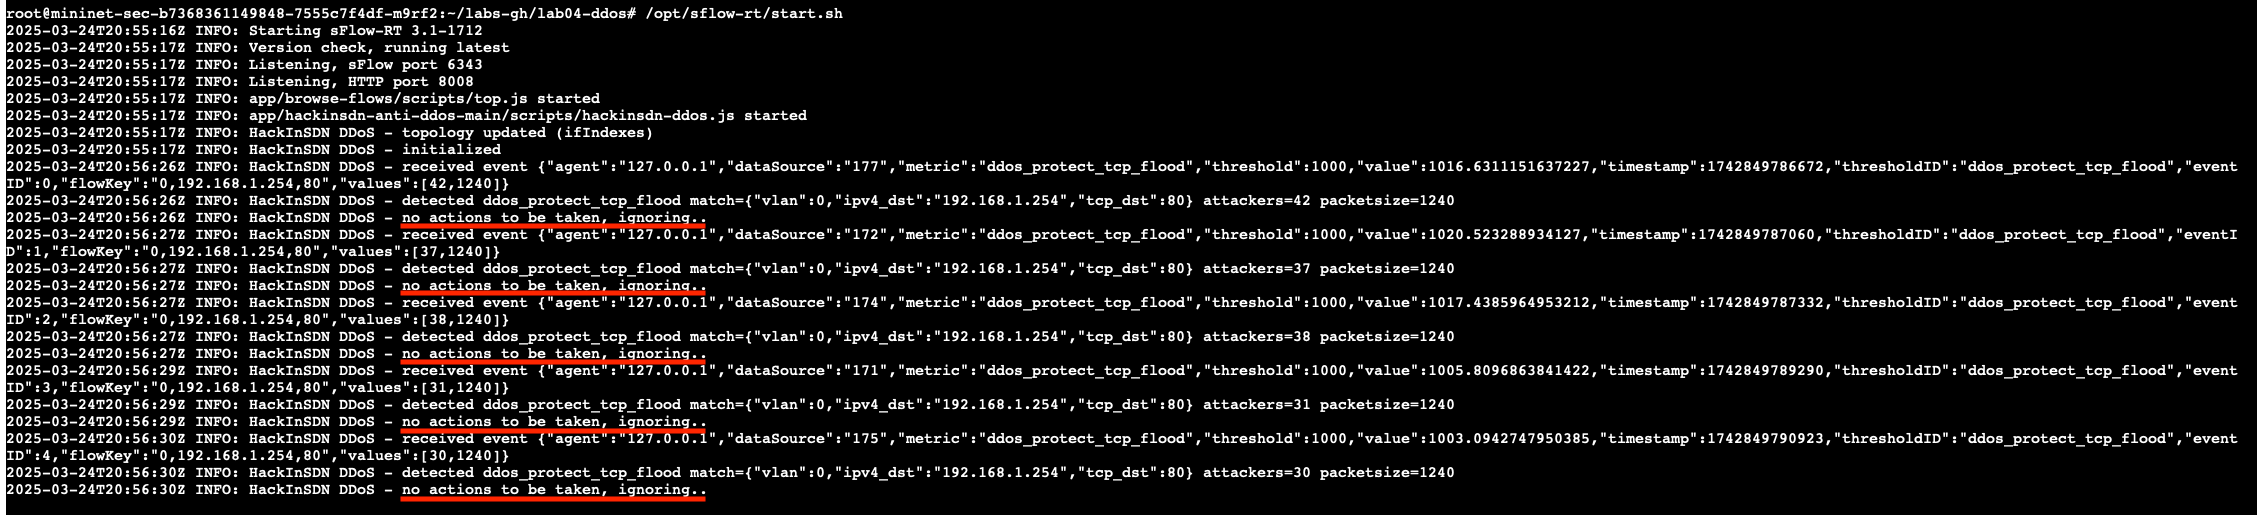 root@mininet-sec-b7368361149848-7555c7f4df-m9rf2:~/labs-gh/lab04-ddos# /opt/sflow-rt/start.sh
2025-03-24T20:55:16Z INFO: Starting sFlow-RT 3.1-1712
2025-03-24T20:55:17Z INFO: Version check, running latest
2025-03-24T20:55:17Z INFO: Listening, sFlow port 6343
2025-03-24T20:55:17Z INFO: Listening, HTTP port 8008
2025-03-24T20:55:17Z INFO: app/browse-flows/scripts/top.js started
2025-03-24T20:55:17Z INFO: app/hackinsdn-anti-ddos-main/scripts/hackinsdn-ddos.js started
2025-03-24T20:55:17Z INFO: HackInSDN DDoS - topology updated (ifIndexes)
2025-03-24T20:55:17Z INFO: HackInSDN DDoS - initialized
2025-03-24T20:56:26Z INFO: HackInSDN DDoS - received event {"agent":"127.0.0.1","dataSource":"177","metric":"ddos_protect_tcp_flood","threshold":1000,"value":1016.6311151637227,"timestamp":1742849786672,"thresholdID":"ddos_protect_tcp_flood","event
ID":0,"flowKey":"0,192.168.1.254,80","values":[42,1240]}
2025-03-24T20:56:26Z INFO: HackInSDN DDoS - detected ddos_protect_tcp_flood match={"vlan":0,"ipv4_dst":"192.168.1.254","tcp_dst":80} attackers=42 packetsize=1240
2025-03-24T20:56:26Z INFO: HackInSDN DDoS - no actions to be taken, ignoring..
2025-03-24T20:56:27Z INFO: HackInSDN DDoS - received event {"agent":"127.0.0.1","dataSource":"172","metric":"ddos_protect_tcp_flood","threshold":1000,"value":1020.523288934127,"timestamp":1742849787060,"thresholdID":"ddos_protect_tcp_flood","eventI
D":1,"flowKey":"0,192.168.1.254,80","values":[37,1240]}
2025-03-24T20:56:27Z INFO: HackInSDN DDoS - detected ddos_protect_tcp_flood match={"vlan":0,"ipv4_dst":"192.168.1.254","tcp_dst":80} attackers=37 packetsize=1240
2025-03-24T20:56:27Z INFO: HackInSDN DDoS - no actions to be taken, ignoring..
2025-03-24T20:56:27Z INFO: HackInSDN DDoS - received event {"agent":"127.0.0.1","dataSource":"174","metric":"ddos_protect_tcp_flood","threshold":1000,"value":1017.4385964953212,"timestamp":1742849787332,"thresholdID":"ddos_protect_tcp_flood","event
ID":2,"flowKey":"0,192.168.1.254,80","values":[38,1240]}
2025-03-24T20:56:27Z INFO: HackInSDN DDoS - detected ddos_protect_tcp_flood match={"vlan":0,"ipv4_dst":"192.168.1.254","tcp_dst":80} attackers=38 packetsize=1240
2025-03-24T20:56:27Z INFO: HackInSDN DDoS - no actions to be taken, ignoring..
2025-03-24T20:56:29Z INFO: HackInSDN DDoS - received event {"agent":"127.0.0.1","dataSource":"171","metric":"ddos_protect_tcp_flood","threshold":1000,"value":1005.8096863841422,"timestamp":1742849789290,"thresholdID":"ddos_protect_tcp_flood","event
ID":3,"flowKey":"0,192.168.1.254,80","values":[31,1240]}
2025-03-24T20:56:29Z INFO: HackInSDN DDoS - detected ddos_protect_tcp_flood match={"vlan":0,"ipv4_dst":"192.168.1.254","tcp_dst":80} attackers=31 packetsize=1240
2025-03-24T20:56:29Z INFO: HackInSDN DDoS - no actions to be taken, ignoring..
2025-03-24T20:56:30Z INFO: HackInSDN DDoS - received event {"agent":"127.0.0.1","dataSource":"175","metric":"ddos_protect_tcp_flood","threshold":1000,"value":1003.0942747950385,"timestamp":1742849790923,"thresholdID":"ddos_protect_tcp_flood","event
ID":4,"flowKey":"0,192.168.1.254,80","values":[30,1240]}
2025-03-24T20:56:30Z INFO: HackInSDN DDoS - detected ddos_protect_tcp_flood match={"vlan":0,"ipv4_dst":"192.168.1.254","tcp_dst":80} attackers=30 packetsize=1240
2025-03-24T20:56:30Z INFO: HackInSDN DDoS - no actions to be taken, ignoring..